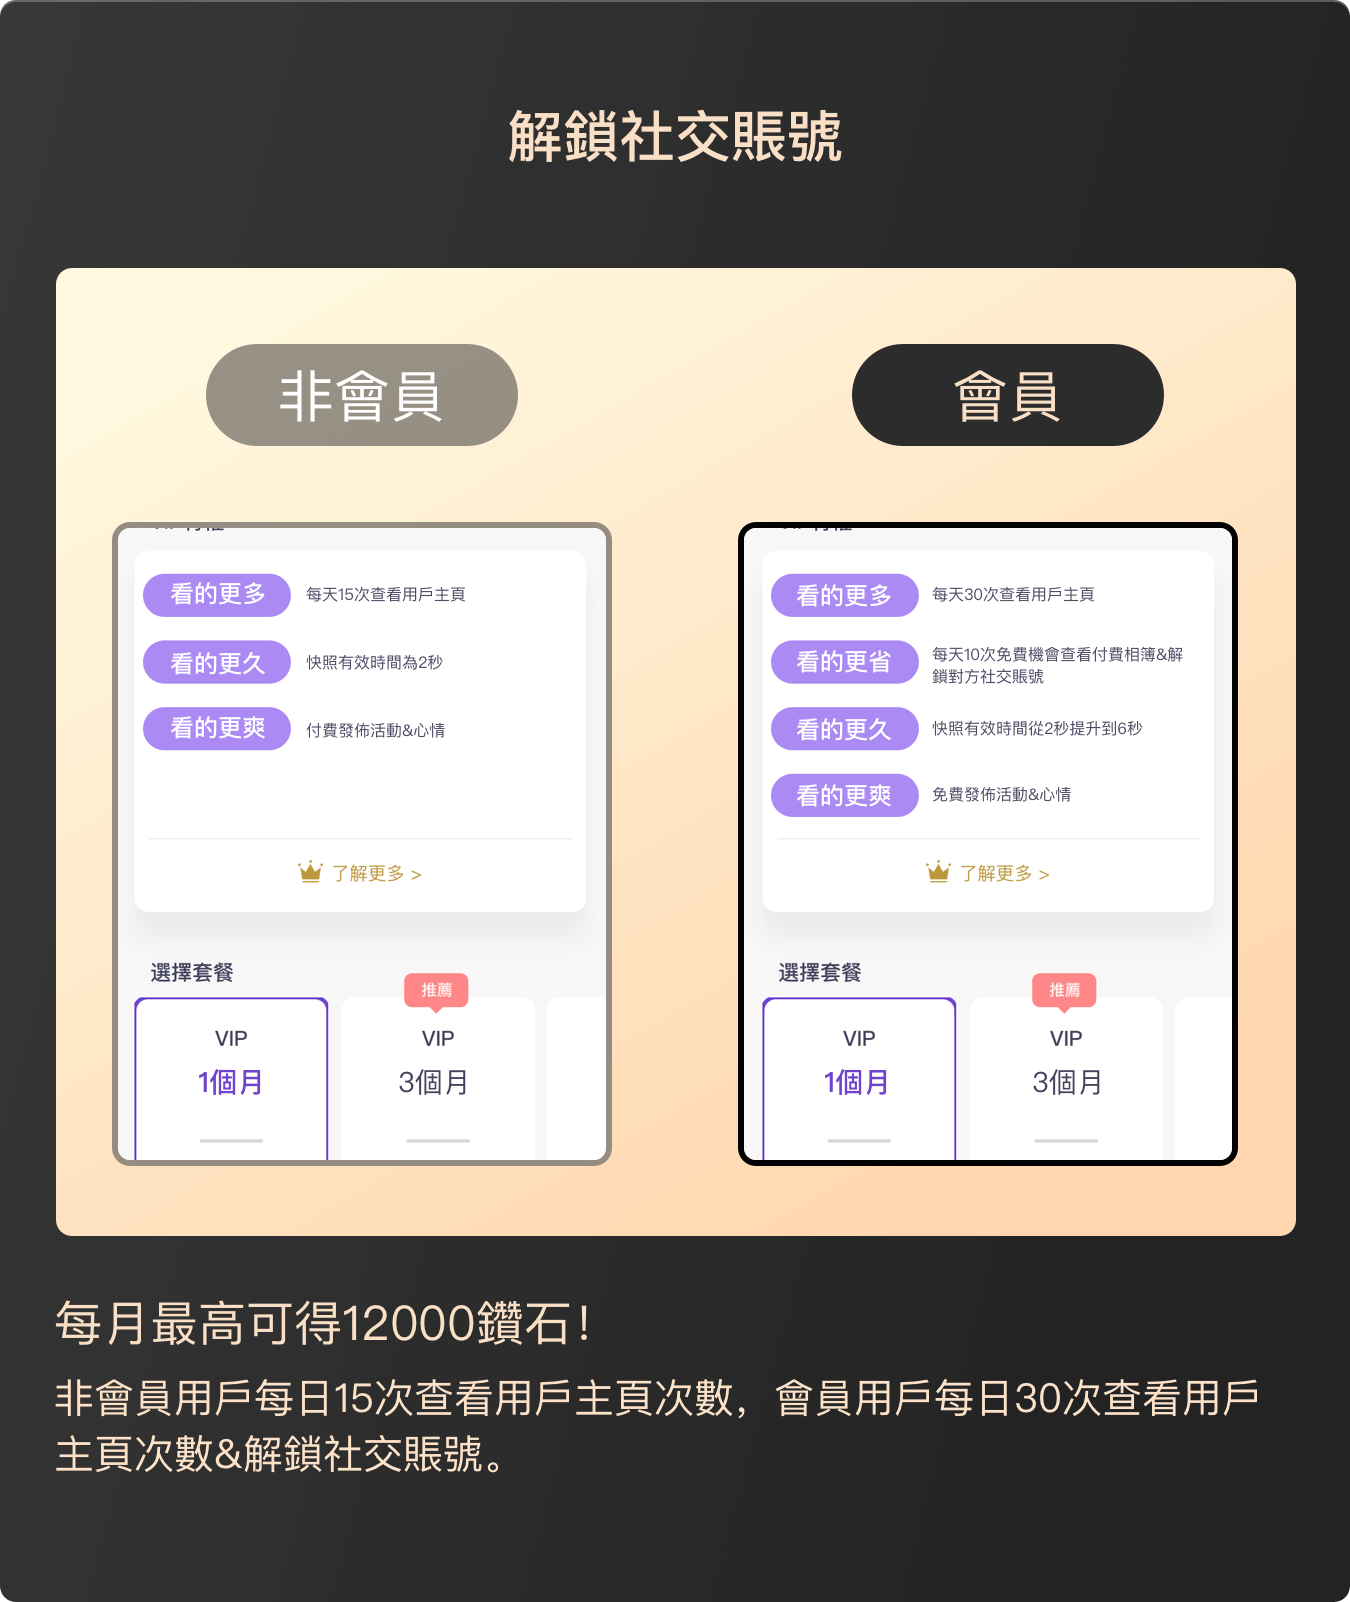 解鎖社交賬號
非會員
會員
看的更多
每天15次查看用戶主頁
看的更久
快照有效時間為2秒
看的更爽
付費發佈活動&心情
了解更多 >
選擇套餐
推薦
VIP
VIP
1個月
3個月
看的更多
每天30次查看用戶主頁
看的更省
每天10次免費機會查看付費相簿&解
鎖對方社交賬號
看的更久
快照有效時間從2秒提升到6秒
看的更爽
免費發佈活動&心情
了解更多 >
選擇套餐
推薦
VIP
VIP
1個月
3個月
每月最高可得12000鑽石！
非會員用戶每日15次查看用戶主頁次數，會員用戶每日30次查看用戶
主頁次數&解鎖社交賬號。